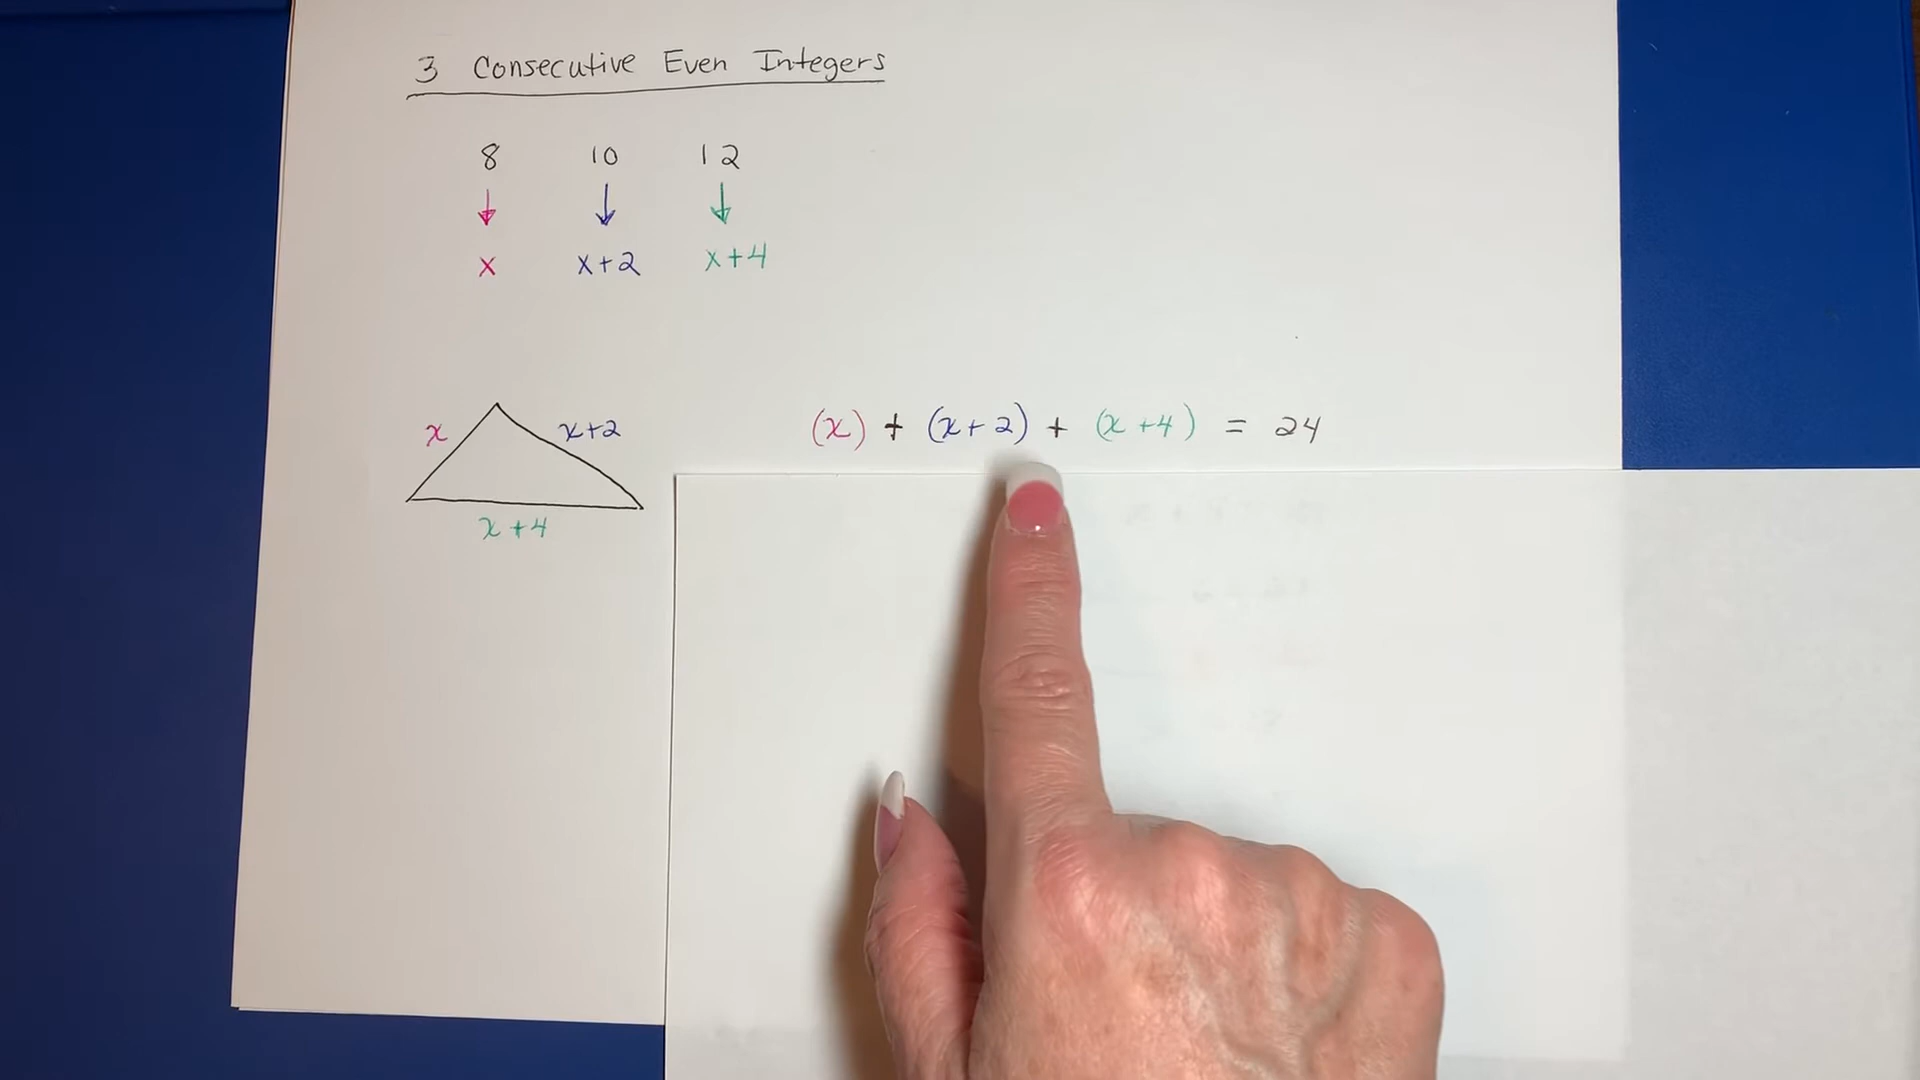 3 Consecutive Even Integers
8 10 12
x x+2 x+4
x x+2
(x) + (x+2) + (x+4) = 24
x+4